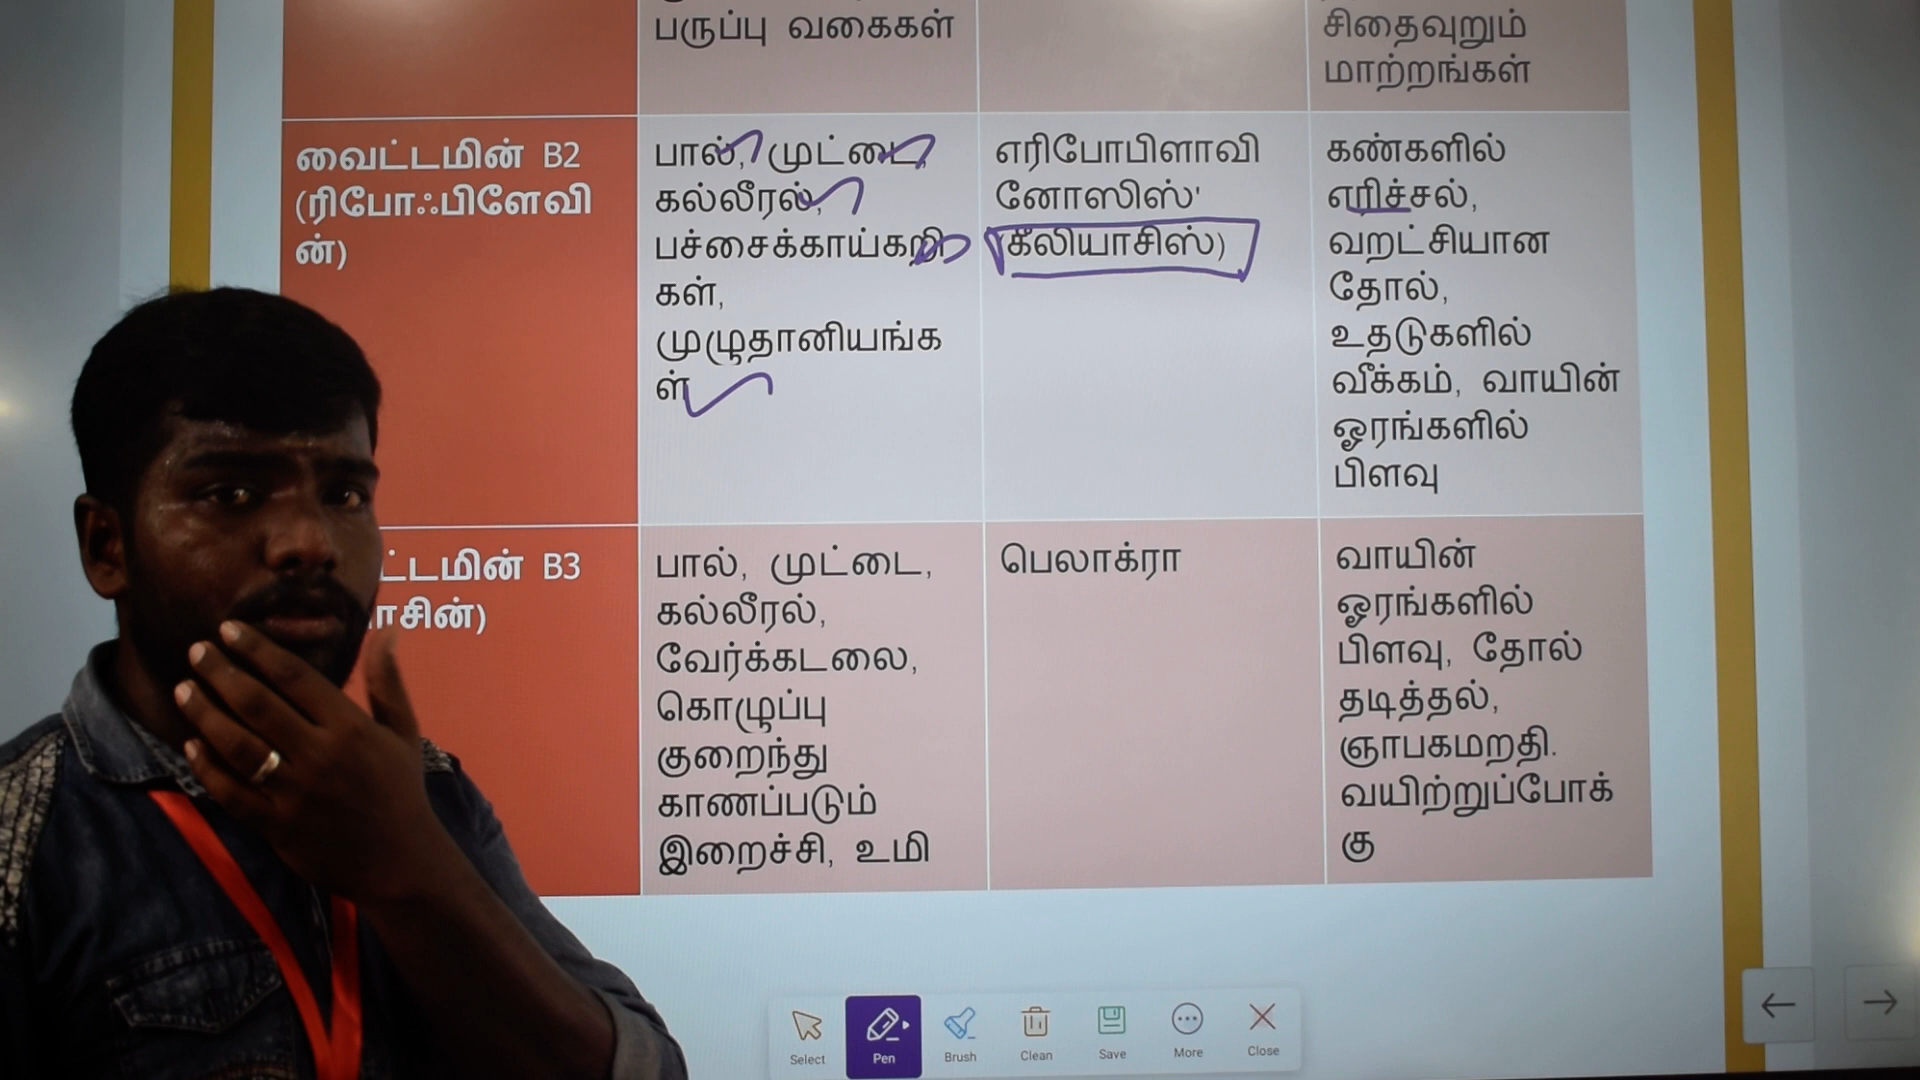 பருப்பு வகைகள்
சிதைவுறும்
மாற்றங்கள்
வைட்டமின் B2
(ரிபோஃபிளேவி
ன்)
பால், முட்டை,
கல்லீரல்,
பச்சைக்காய்கறி
கள்,
முழுதானியங்க
ள்
எரிபோபிளாவி
னோஸிஸ்'
(கீலியாசிஸ்)
கண்களில்
எரிச்சல்,
வறட்சியான
தோல்,
உதடுகளில்
வீக்கம், வாயின்
ஓரங்களில்
பிளவு
ட்டமின் B3
ாசின்)
பால், முட்டை,
கல்லீரல்,
வேர்க்கடலை,
கொழுப்பு
குறைந்து
காணப்படும்
இறைச்சி, உமி
பெலாக்ரா
வாயின்
ஓரங்களில்
பிளவு, தோல்
தடித்தல்,
ஞாபகமறதி.
வயிற்றுப்போக்
கு
Select
Pen
Brush
Clean
Save
More
Close